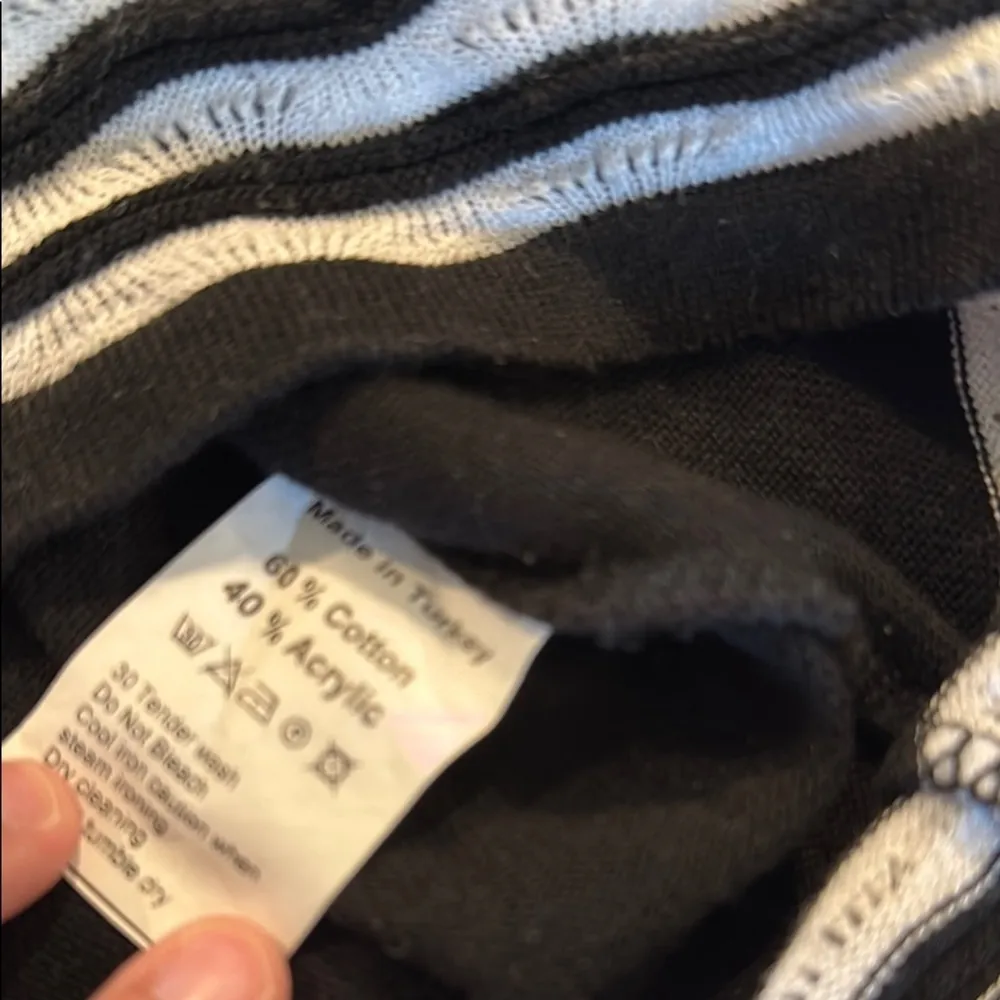 Made in Turkey
60 % Cotton
40 % Acrylic
30
30 Tender wash
Do Not Bleach
Cool iron caution when
steam ironing
Dry cleaning
tumble dry